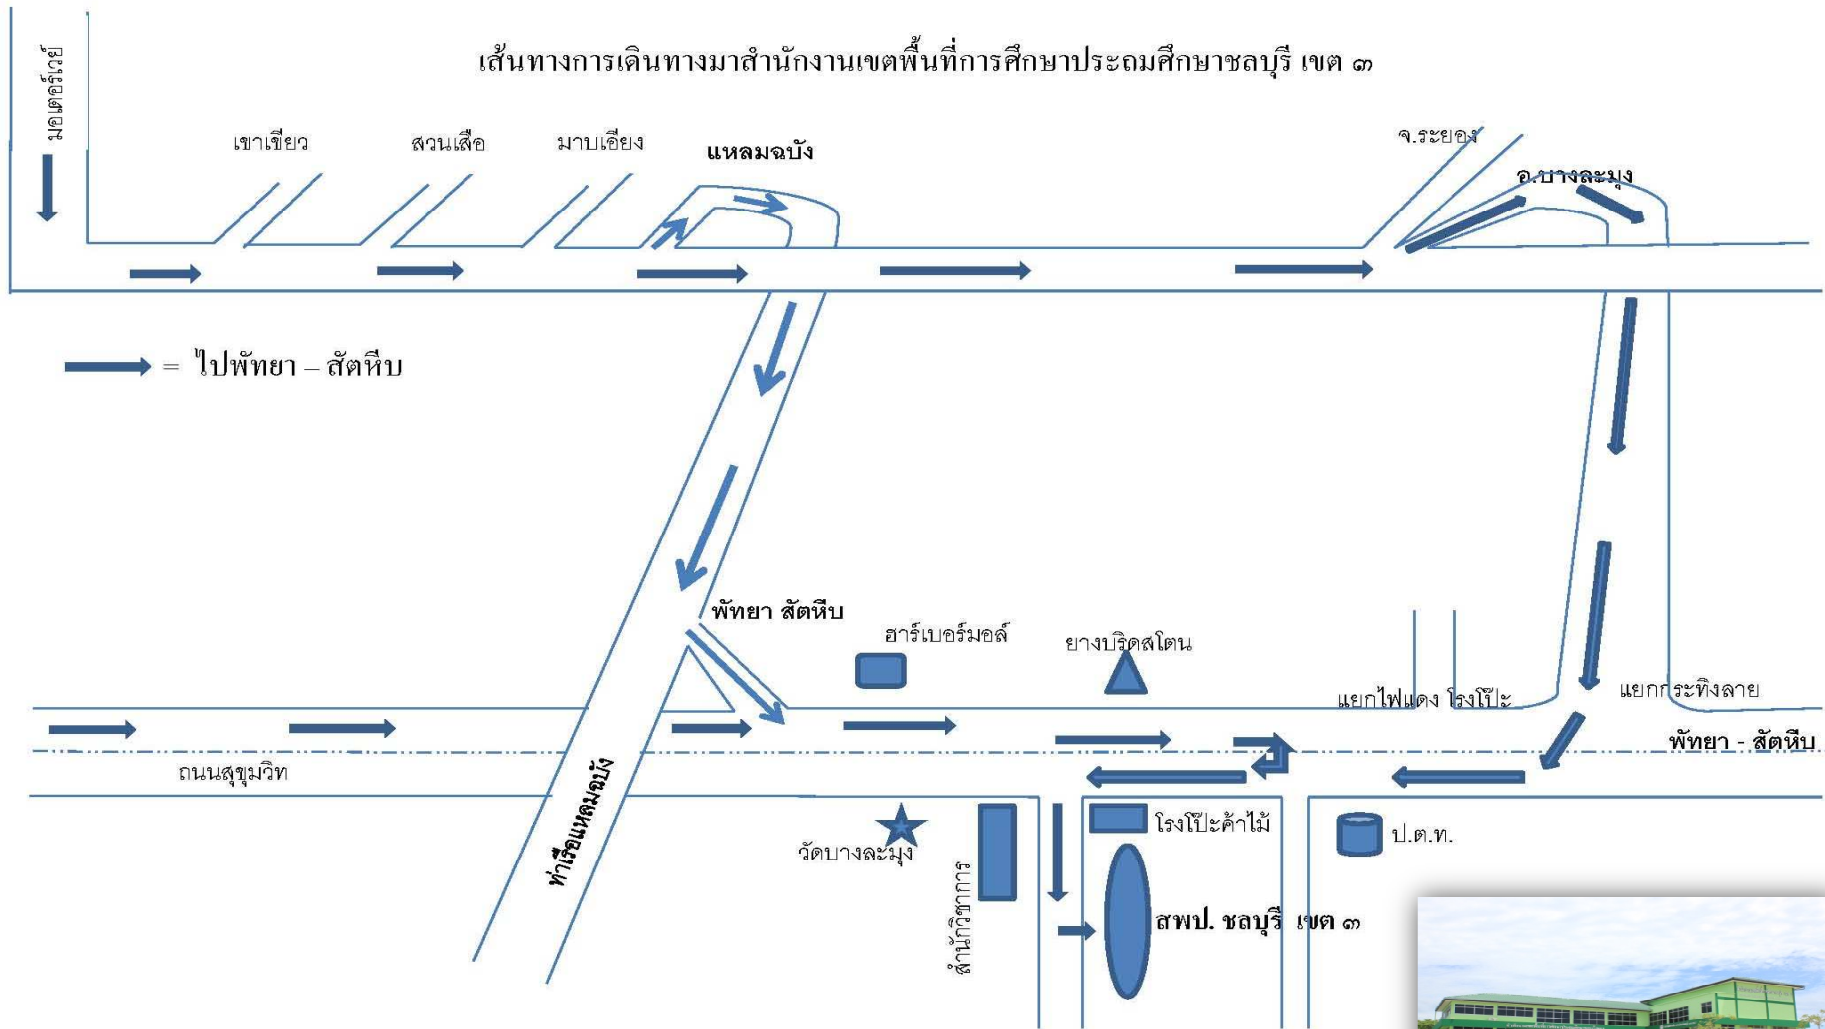 เส้นทางการเดินทางมาสำนักงานเขตพื้นที่การศึกษาประถมศึกษาชลบุรี เขต ๓
มอเตอร์เวย์
เขาเขียว
สวนเสือ
มาบเอียง
แหลมฉบัง
จ.ระยอง
อ.บางละมุง
= ไปพัทยา – สัตหีบ
พัทยา สัตหีบ
ฮาร์เบอร์มอล์
ยางบริดสโตน
แยกไฟแดง โรงโป๊ะ
แยกกระทิงลาย
พัทยา - สัตหีบ
ถนนสุขุมวิท
ท่าเรือแหลมฉบัง
วัดบางละมุง
สำนักวิชาการ
โรงโป๊ะค้าไม้
ป.ต.ท.
สพป. ชลบุรี เขต ๓